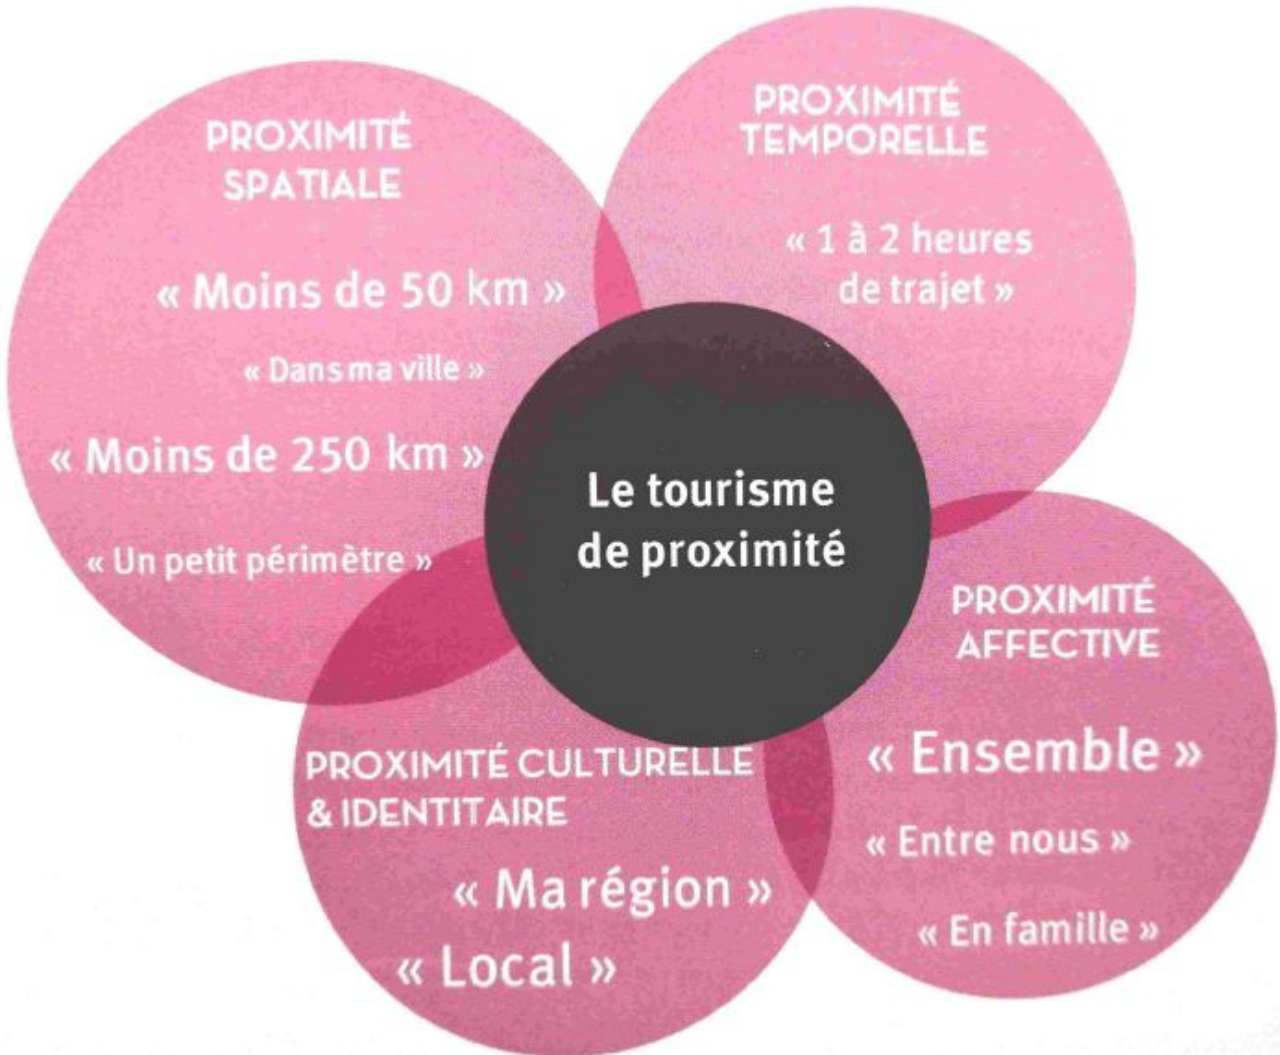 PROXIMITÉ
SPATIALE
« Moins de 50 km »
« Dans ma ville »
« Moins de 250 km »
« Un petit périmètre »
PROXIMITÉ
TEMPORELLE
« 1 à 2 heures
de trajet »
Le tourisme
de proximité
PROXIMITÉ
AFFECTIVE
« Ensemble »
« Entre nous »
« En famille »
PROXIMITÉ CULTURELLE
& IDENTITAIRE
« Ma région »
« Local »